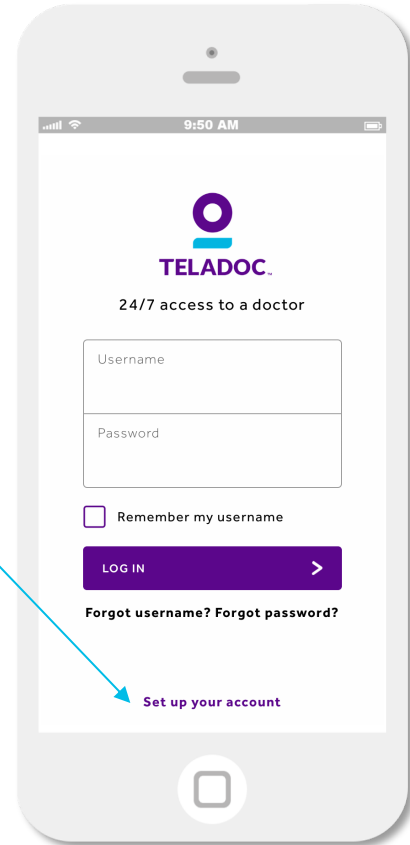 9:50 AM
TELADOC™
24/7 access to a doctor
Username
Password
Remember my username
LOG IN
Forgot username? Forgot password?
Set up your account